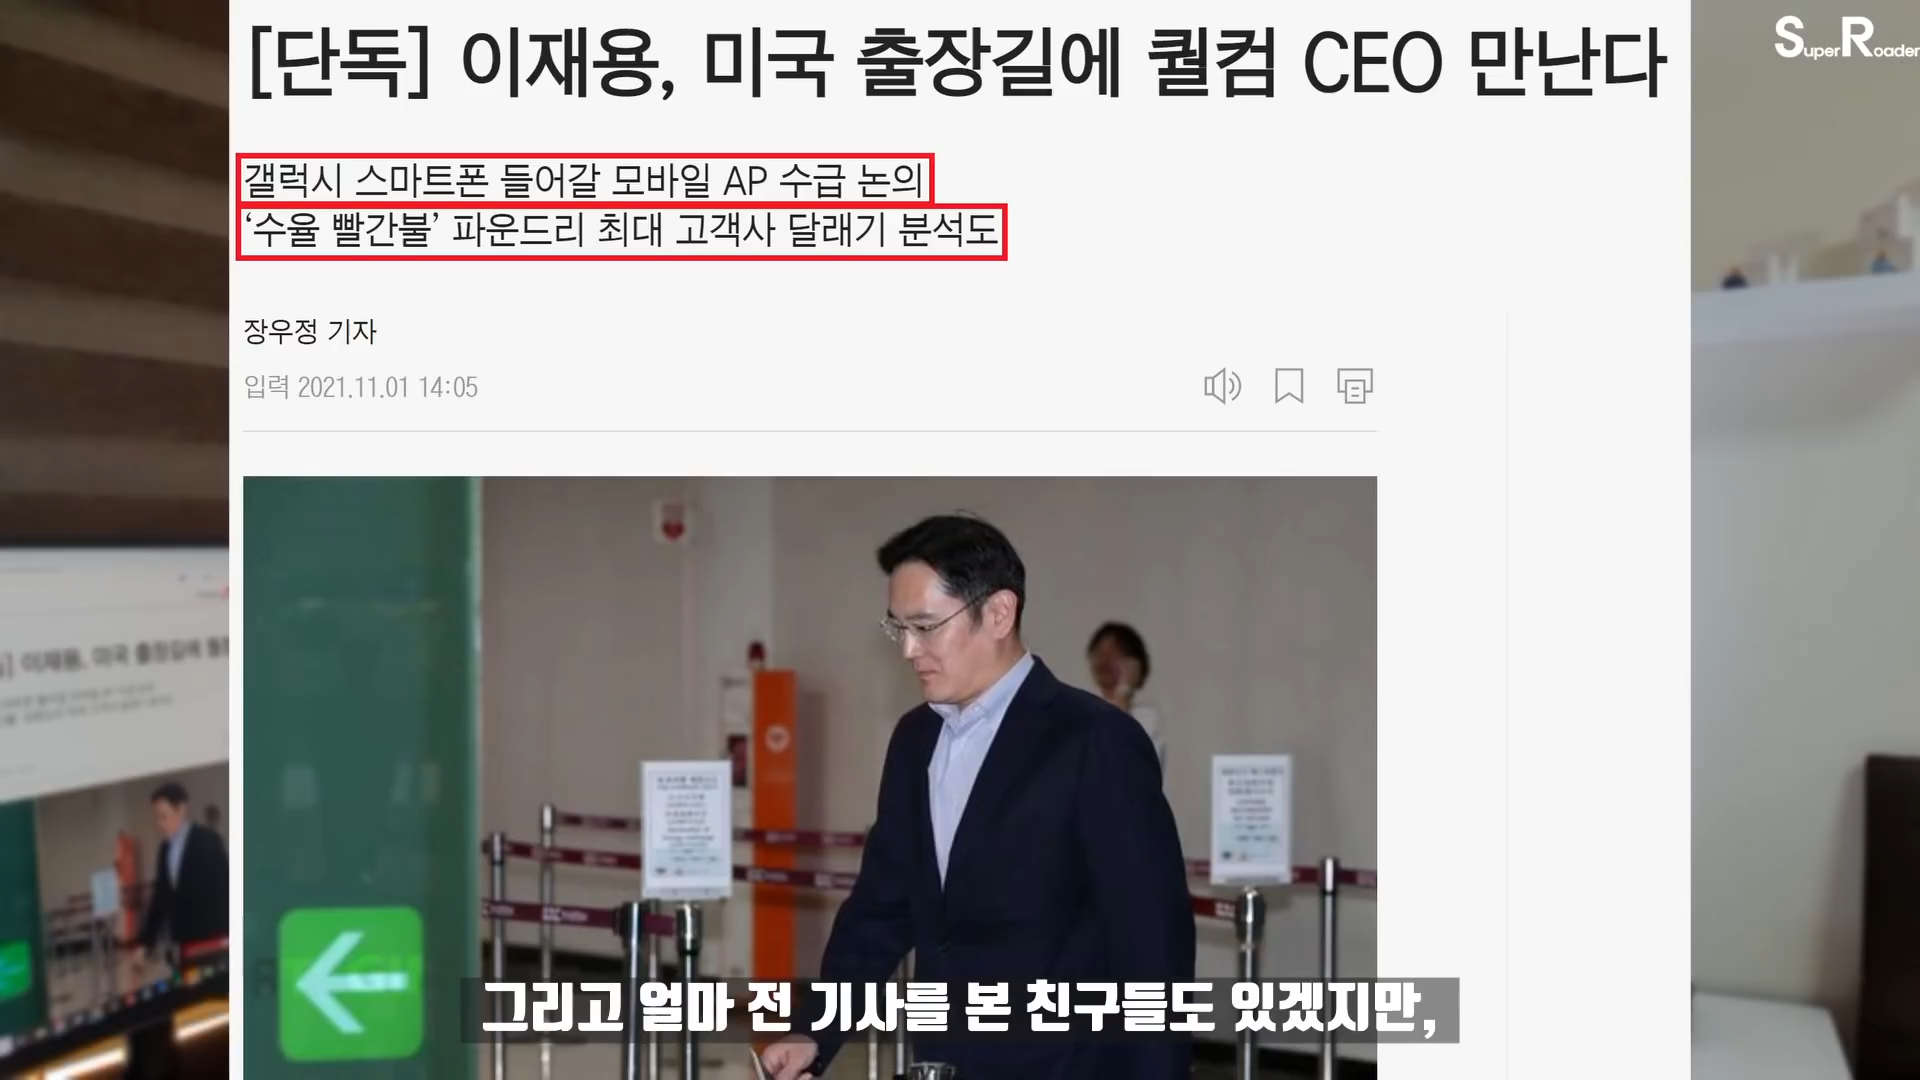 [단독] 이재용, 미국 출장길에 퀄컴 CEO 만난다
SuperRoader
갤럭시 스마트폰 들어갈 모바일 AP 수급 논의
‘수율 빨간불’ 파운드리 최대 고객사 달래기 분석도
장우정 기자
입력 2021.11.01 14:05
그리고 얼마 전 기사를 본 친구들도 있겠지만,